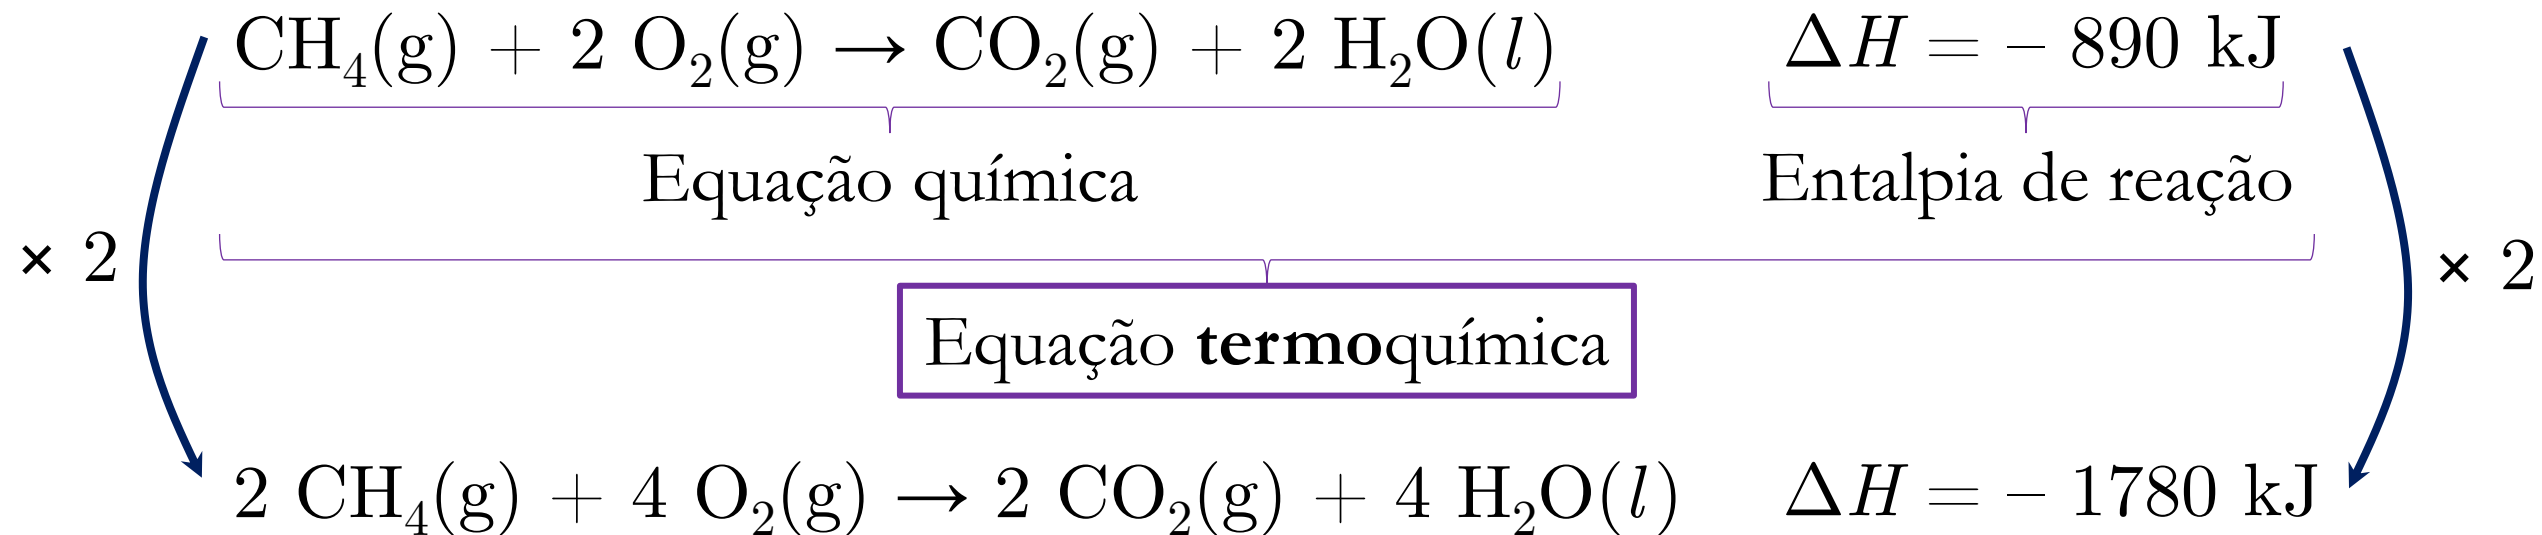 CH₄(g) + 2 O₂(g) → CO₂(g) + 2 H₂O(l) ΔH = – 890 kJ
Equação química Entalpia de reação
× 2 × 2
Equação termoquímica
2 CH₄(g) + 4 O₂(g) → 2 CO₂(g) + 4 H₂O(l) ΔH = – 1780 kJ